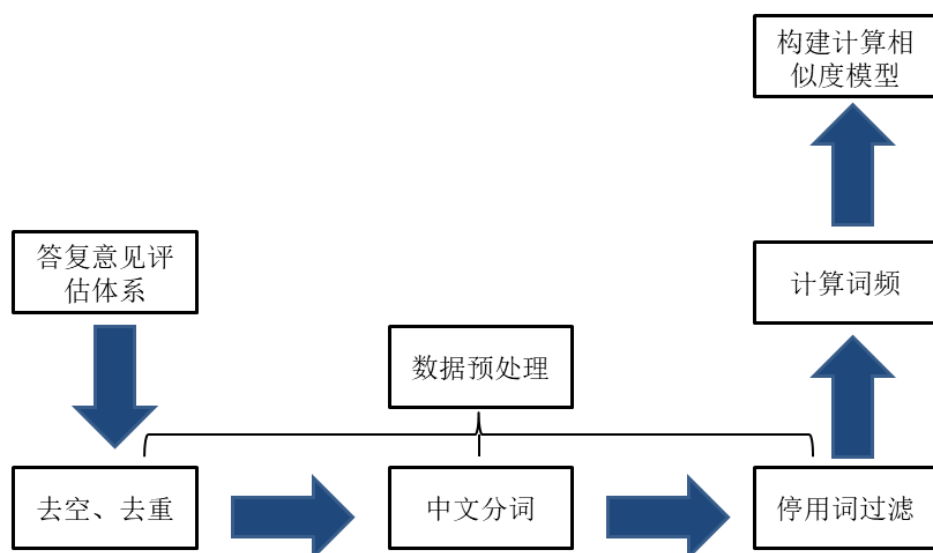 构建计算相
似度模型
答复意见评
估体系
计算词频
数据预处理
去空、去重
中文分词
停用词过滤